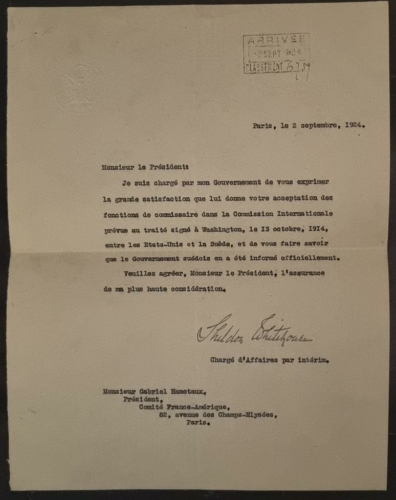 ARRIVÉE
Paris, le 2 septembre, 1924.
Monsieur le Président:
Je suis chargé par mon Gouvernement de vous exprimer
la grande satisfaction que lui donne votre acceptation des
fonctions de commissaire dans la Commission Internationale
prévue au traité signé à Washington, le 13 octobre, 1914,
entre les Etats-Unis et la Suède, et de vous faire savoir
que le Gouvernement suédois en a été informé officiellement.
Veuillez agréer, Monsieur le Président, l'assurance
de ma plus haute considération.
Sheldon Whitehouse
Chargé d'Affaires par intérim.
Monsieur Gabriel Hanotaux,
Président,
Comité France-Amérique,
82, avenue des Champs-Elysées,
Paris.